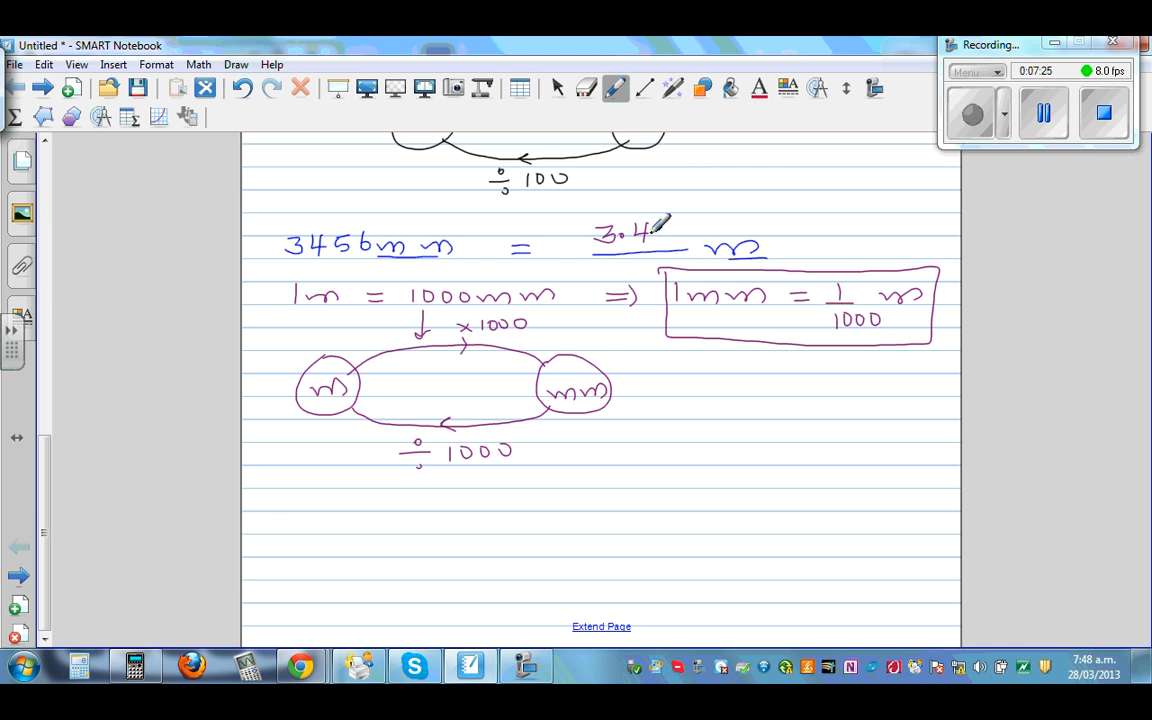 Untitled * - SMART Notebook
Recording...
File Edit View Insert Format Math Draw Help
Menu 0:07:25 8.0 fps
÷ 100
3456mm = 3.4 m
1m = 1000mm => 1mm = 1/1000 m
↓ ×1000
m mm
÷ 1000
Extend Page
7:48 a.m.
28/03/2013